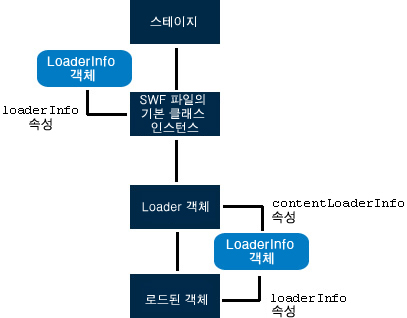 스테이지
LoaderInfo
객체
loaderInfo
속성
SWF 파일의
기본 클래스
인스턴스
Loader 객체
contentLoaderInfo
속성
LoaderInfo
객체
로드된 객체
loaderInfo
속성